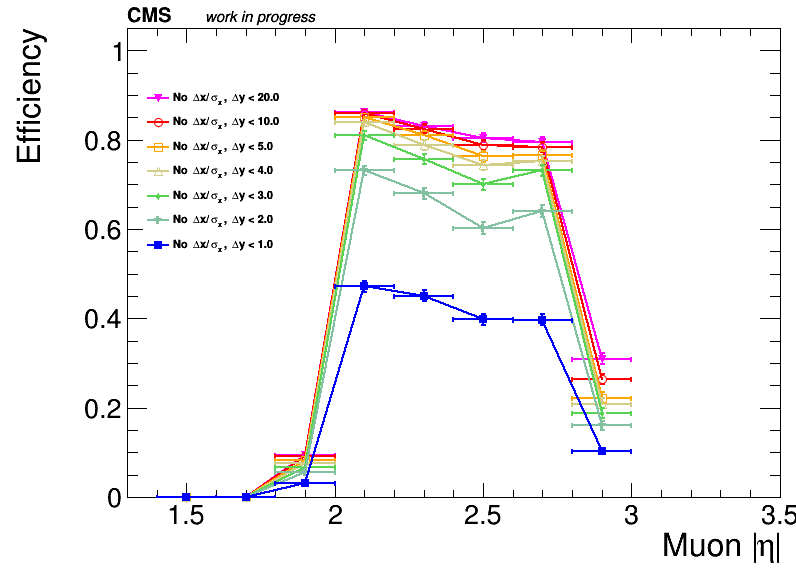 CMS work in progress
Efficiency
1
0.8
0.6
0.4
0.2
0
No Δx/σx, Δy < 20.0
No Δx/σx, Δy < 10.0
No Δx/σx, Δy < 5.0
No Δx/σx, Δy < 4.0
No Δx/σx, Δy < 3.0
No Δx/σx, Δy < 2.0
No Δx/σx, Δy < 1.0
1.5 2 2.5 3 3.5
Muon |η|